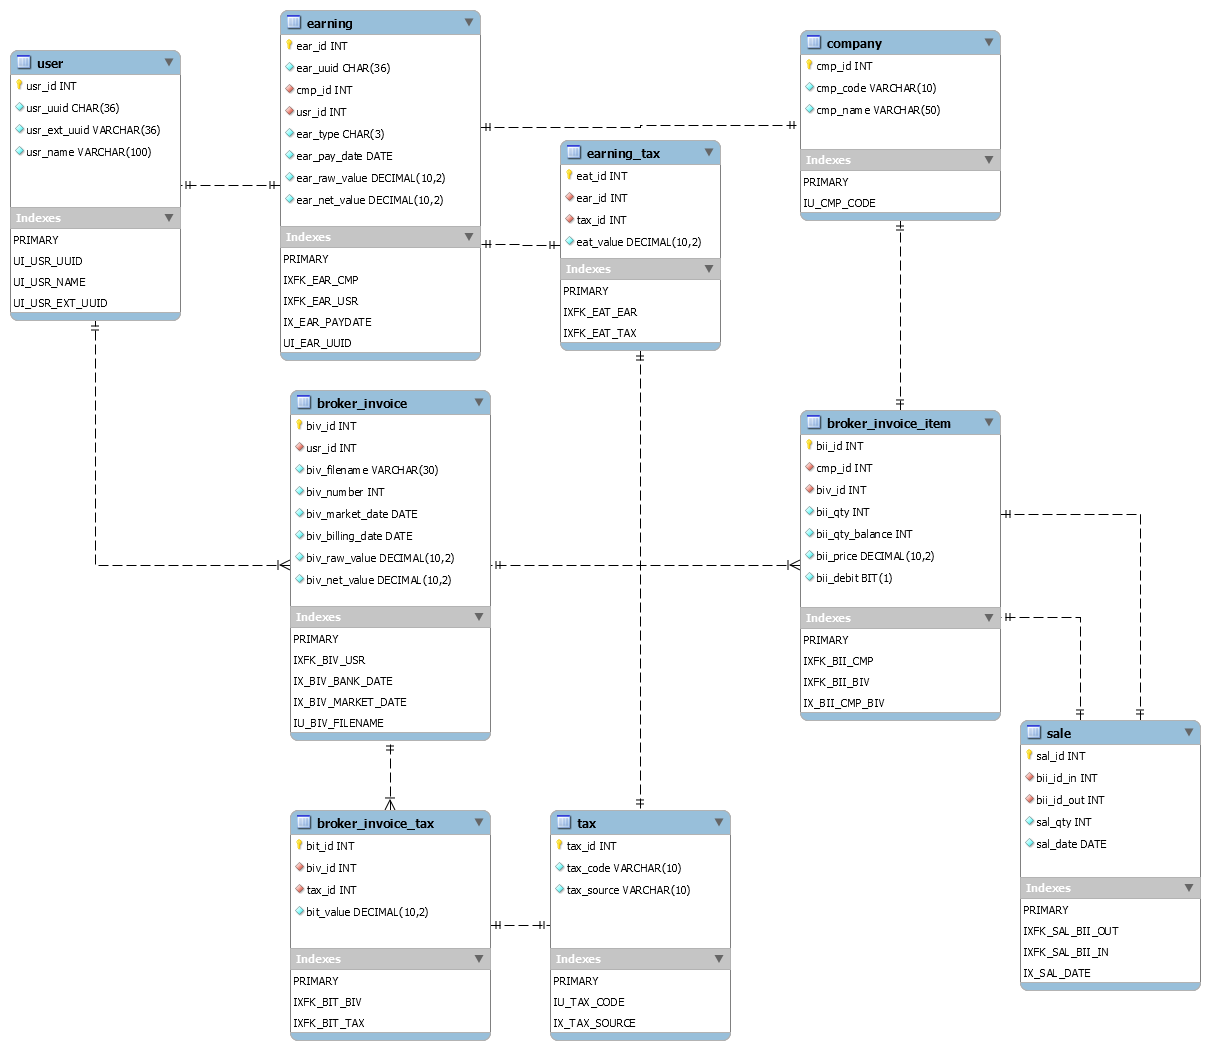 user
usr_id INT
usr_uuid CHAR(36)
usr_ext_uuid VARCHAR(36)
usr_name VARCHAR(100)
Indexes
PRIMARY
UI_USR_UUID
UI_USR_NAME
UI_USR_EXT_UUID
earning
ear_id INT
ear_uuid CHAR(36)
cmp_id INT
usr_id INT
ear_type CHAR(3)
ear_pay_date DATE
ear_raw_value DECIMAL(10,2)
ear_net_value DECIMAL(10,2)
Indexes
PRIMARY
IXFK_EAR_CMP
IXFK_EAR_USR
IX_EAR_PAYDATE
UI_EAR_UUID
earning_tax
eat_id INT
ear_id INT
tax_id INT
eat_value DECIMAL(10,2)
Indexes
PRIMARY
IXFK_EAT_EAR
IXFK_EAT_TAX
company
cmp_id INT
cmp_code VARCHAR(10)
cmp_name VARCHAR(50)
Indexes
PRIMARY
IU_CMP_CODE
broker_invoice
biv_id INT
usr_id INT
biv_filename VARCHAR(30)
biv_number INT
biv_market_date DATE
biv_billing_date DATE
biv_raw_value DECIMAL(10,2)
biv_net_value DECIMAL(10,2)
Indexes
PRIMARY
IXFK_BIV_USR
IX_BIV_BANK_DATE
IX_BIV_MARKET_DATE
IU_BIV_FILENAME
broker_invoice_item
bii_id INT
cmp_id INT
biv_id INT
bii_qty INT
bii_qty_balance INT
bii_price DECIMAL(10,2)
bii_debit BIT(1)
Indexes
PRIMARY
IXFK_BII_CMP
IXFK_BII_BIV
IX_BII_CMP_BIV
broker_invoice_tax
bit_id INT
biv_id INT
tax_id INT
bit_value DECIMAL(10,2)
Indexes
PRIMARY
IXFK_BIT_BIV
IXFK_BIT_TAX
tax
tax_id INT
tax_code VARCHAR(10)
tax_source VARCHAR(10)
Indexes
PRIMARY
IU_TAX_CODE
IX_TAX_SOURCE
sale
sal_id INT
bii_id_in INT
bii_id_out INT
sal_qty INT
sal_date DATE
Indexes
PRIMARY
IXFK_SAL_BII_OUT
IXFK_SAL_BII_IN
IX_SAL_DATE